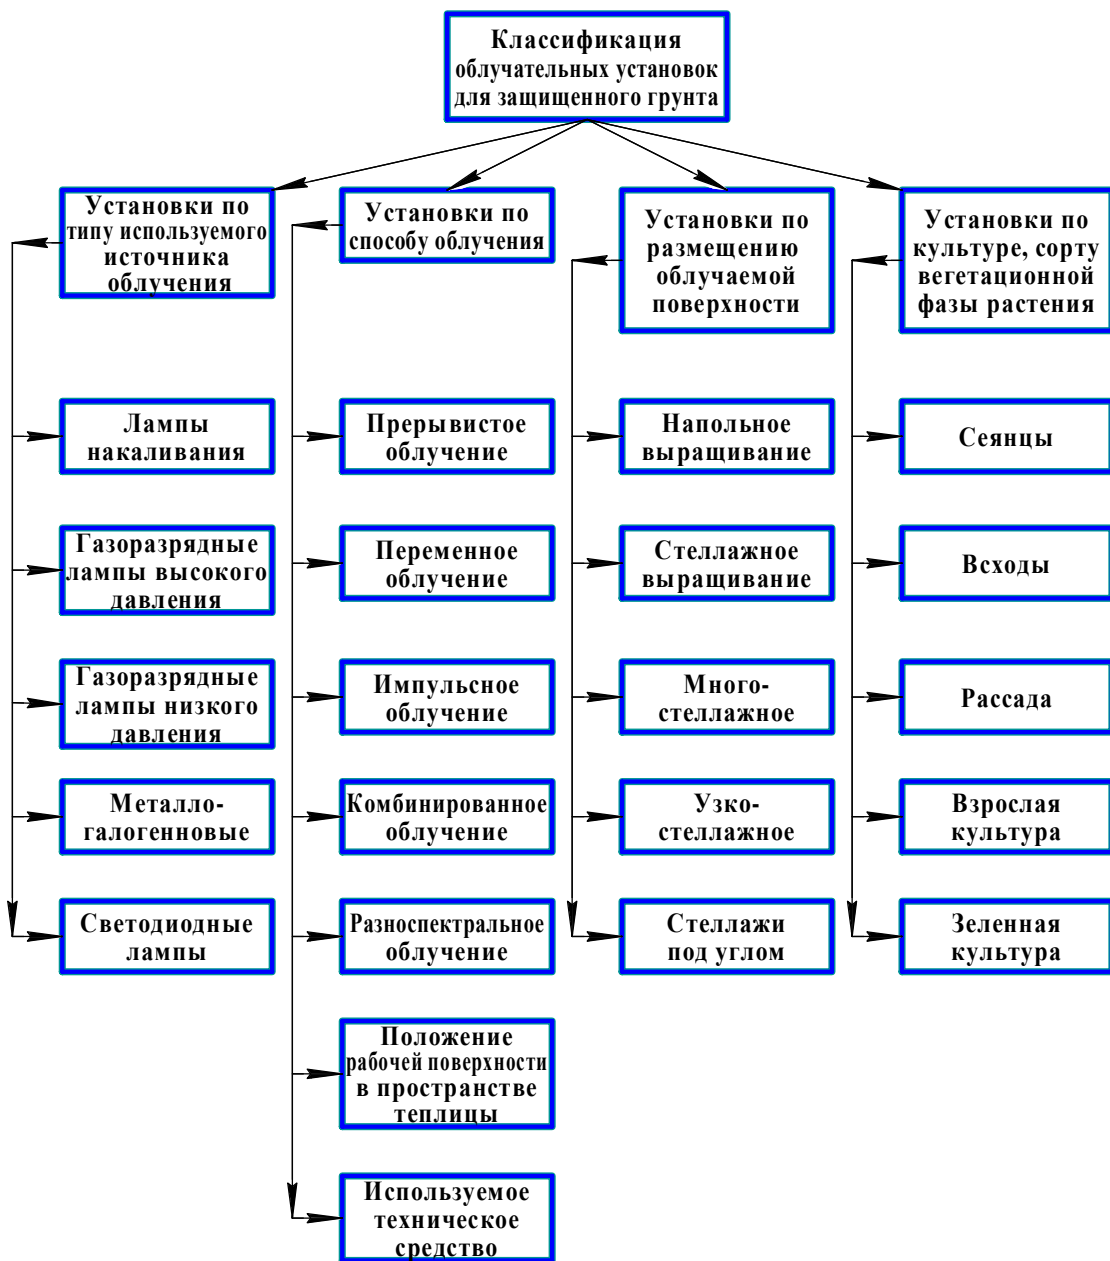 Классификация
облучательных установок
для защищенного грунта
Установки по
типу используемого
источника
облучения
Установки по
способу облучения
Установки по
размещению
облучаемой
поверхности
Установки по
культуре, сорту
вегетационной
фазы растения
Лампы
накаливания
Газоразрядные
лампы высокого
давления
Газоразрядные
лампы низкого
давления
Металло-
галогенновые
Светодиодные
лампы
Прерывистое
облучение
Переменное
облучение
Импульсное
облучение
Комбинированное
облучение
Разноспектральное
облучение
Положение
рабочей поверхности
в пространстве
теплицы
Используемое
техническое
средство
Напольное
выращивание
Стеллажное
выращивание
Много-
стеллажное
Узко-
стеллажное
Стеллажи
под углом
Сеянцы
Всходы
Рассада
Взрослая
культура
Зеленная
культура